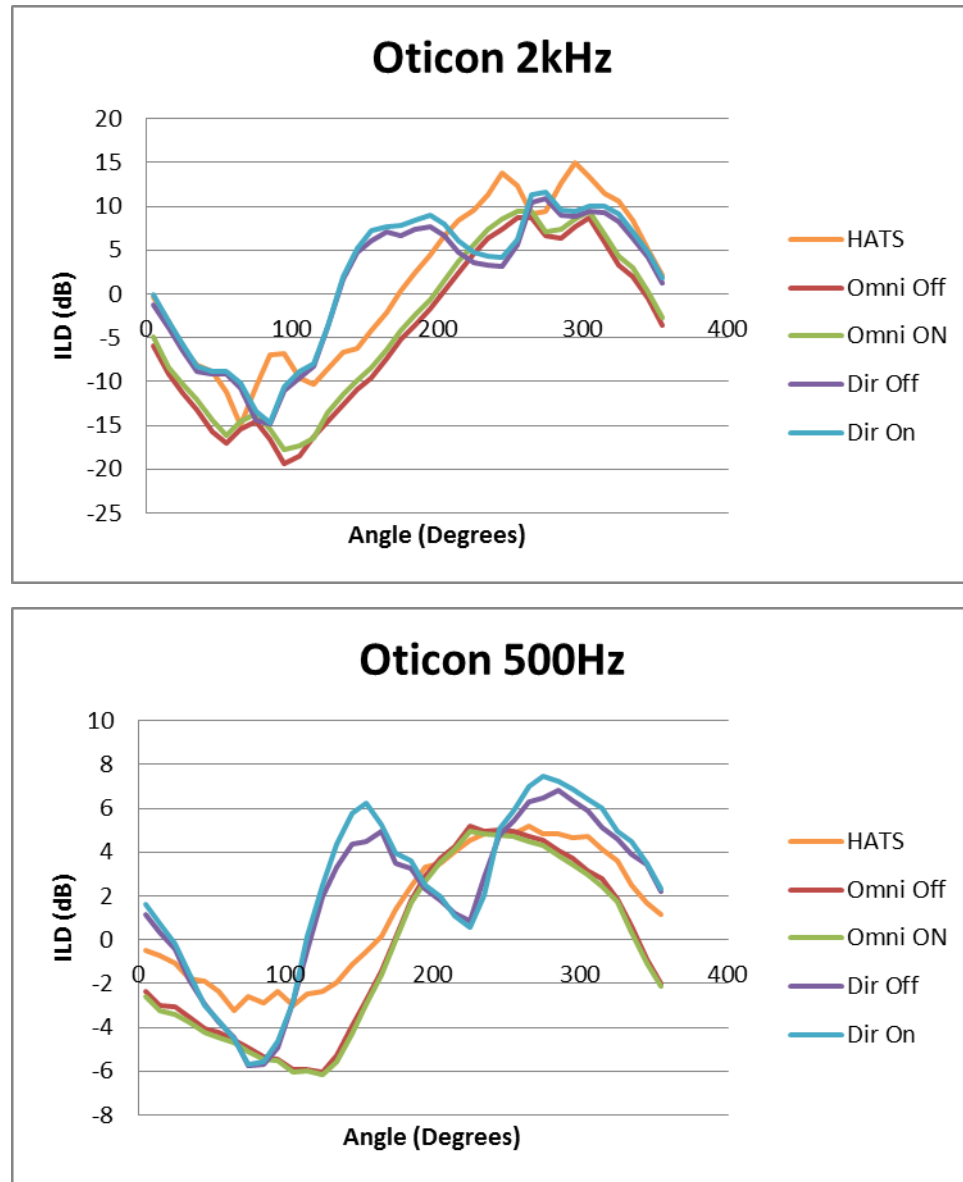 Oticon 2kHz
20
15
10
5
0
-5
-10
-15
-20
-25
0 100 200 300 400
ILD (dB)
Angle (Degrees)
HATS
Omni Off
Omni ON
Dir Off
Dir On
Oticon 500Hz
10
8
6
4
2
0
-2
-4
-6
-8
0 100 200 300 400
ILD (dB)
Angle (Degrees)
HATS
Omni Off
Omni ON
Dir Off
Dir On